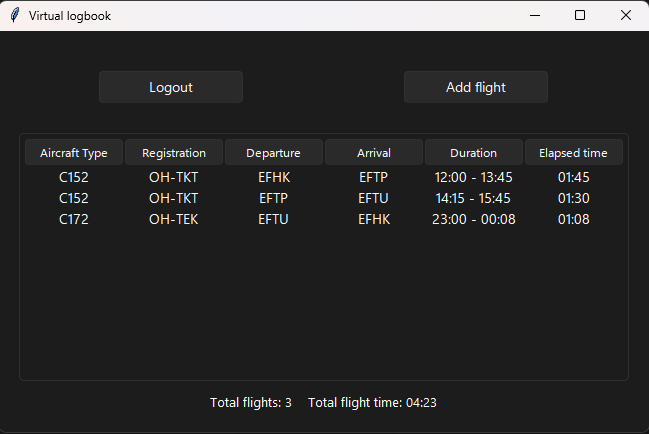 Virtual logbook
Logout Add flight
Aircraft Type Registration Departure Arrival Duration Elapsed time
C152 OH-TKT EFHK EFTP 12:00 - 13:45 01:45
C152 OH-TKT EFTP EFTU 14:15 - 15:45 01:30
C172 OH-TEK EFTU EFHK 23:00 - 00:08 01:08
Total flights: 3 Total flight time: 04:23